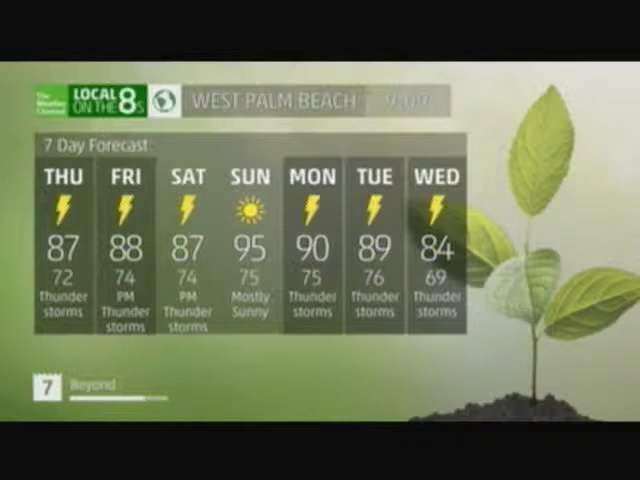 The Weather Channel
LOCAL
ON THE 8s
WEST PALM BEACH
7 Day Forecast
THU FRI SAT SUN MON TUE WED
87 88 87 95 90 89 84
72 74 74 75 75 76 69
Thunder PM PM Mostly Thunder Thunder Thunder
storms Thunder Thunder Sunny storms storms storms
storms storms
7 Beyond